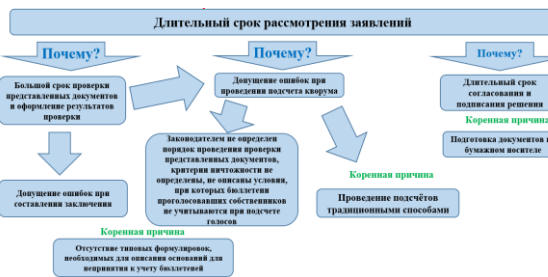 Длительный срок рассмотрения заявлений
Почему?
Почему?
Почему?
Большой срок проверки
представленных документов
и оформление результатов
проверки
Допущение ошибок при
проведении подсчета кворума
Длительный срок
согласования и
подписания решения
Коренная причина
Подготовка документов
бумажном носителе
Законодателем не определен
порядок проведения проверки
представленных документов,
критерии ничтожности не
определены, не описаны условия,
при которых бюллетени
проголосовавших собственников
не учитываются при подсчете
голосов
Коренная причина
Допущение ошибок при
составлении заключения
Проведение подсчётов
традиционными способами
Коренная причина
Отсутствие типовых формулировок,
необходимых для описания оснований для
непринятия к учету бюллетеней